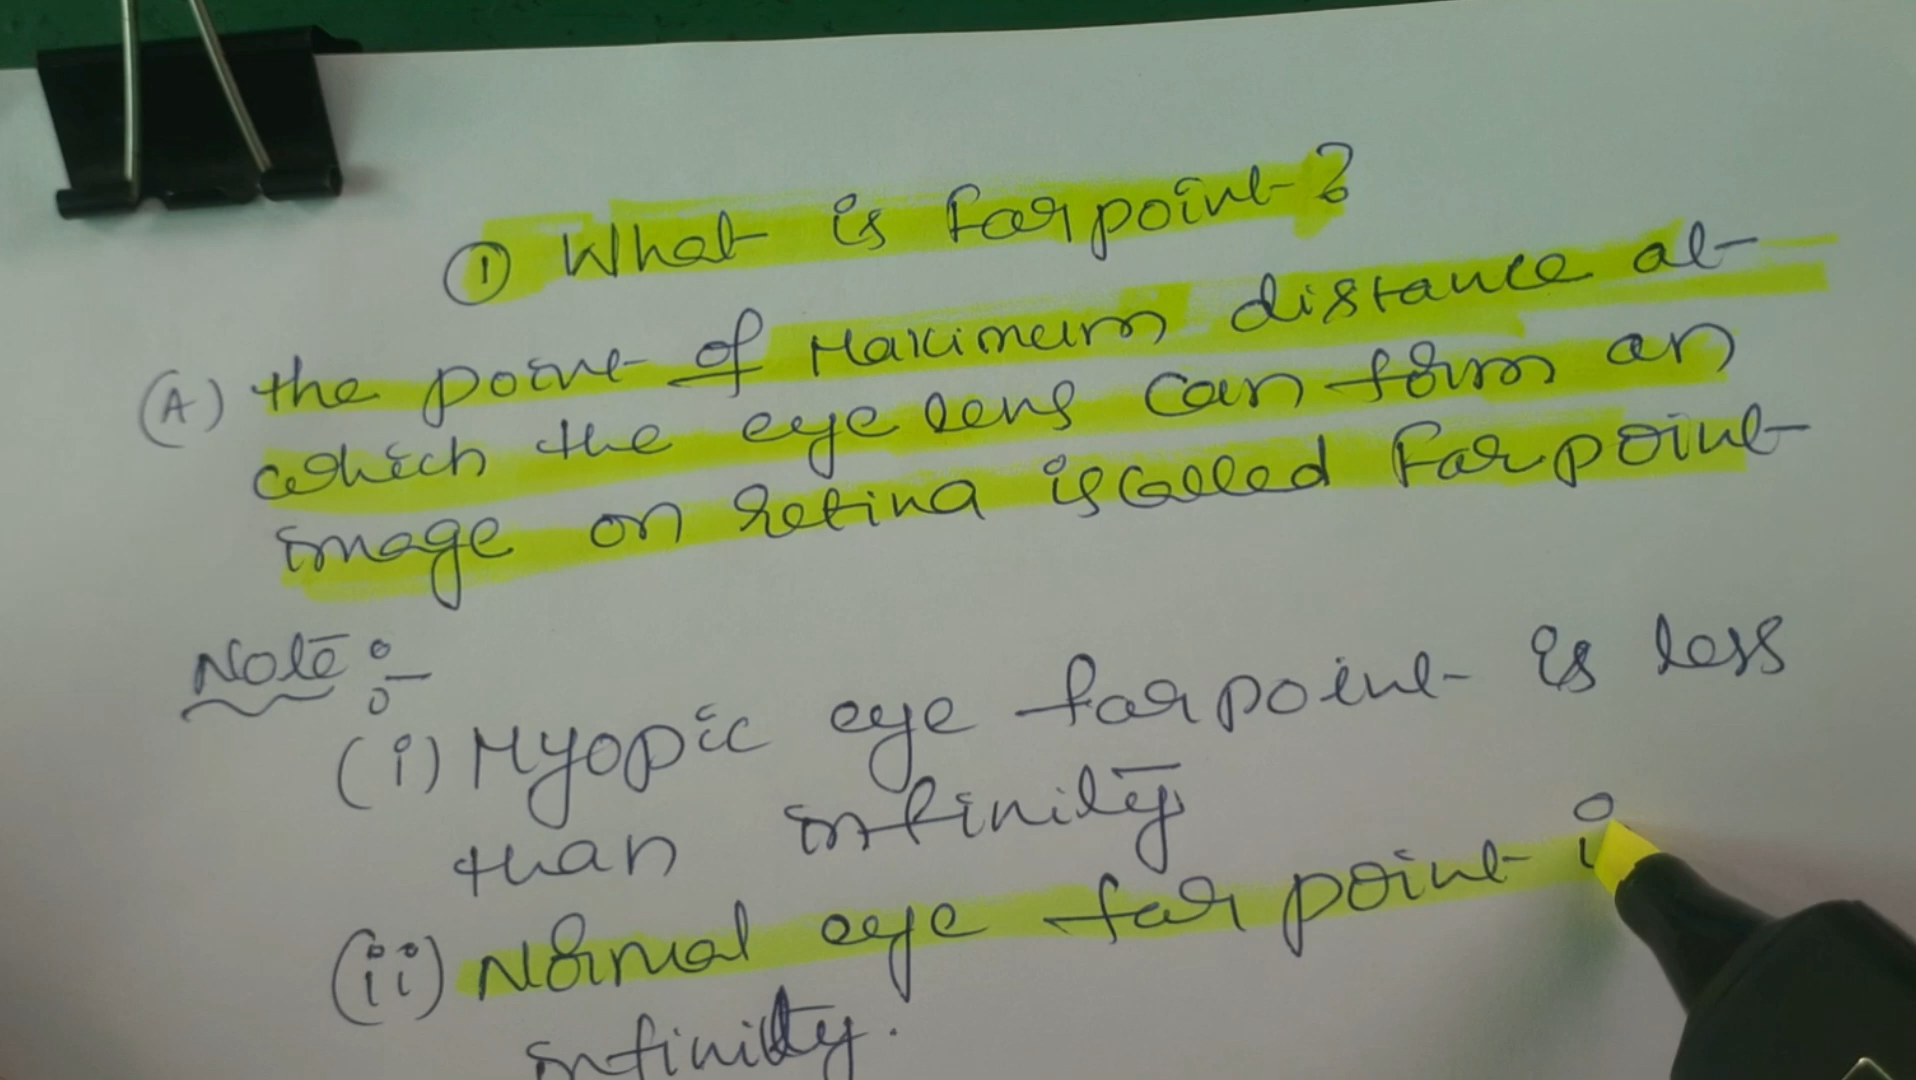 ① What is Far point?
(A) the point of Maximum distance at
which the eye lens can form an
image on retina is called Far point
Note :-
(i) Myopic eye far point is less
than infinity
(ii) Normal eye far point i
infinity.